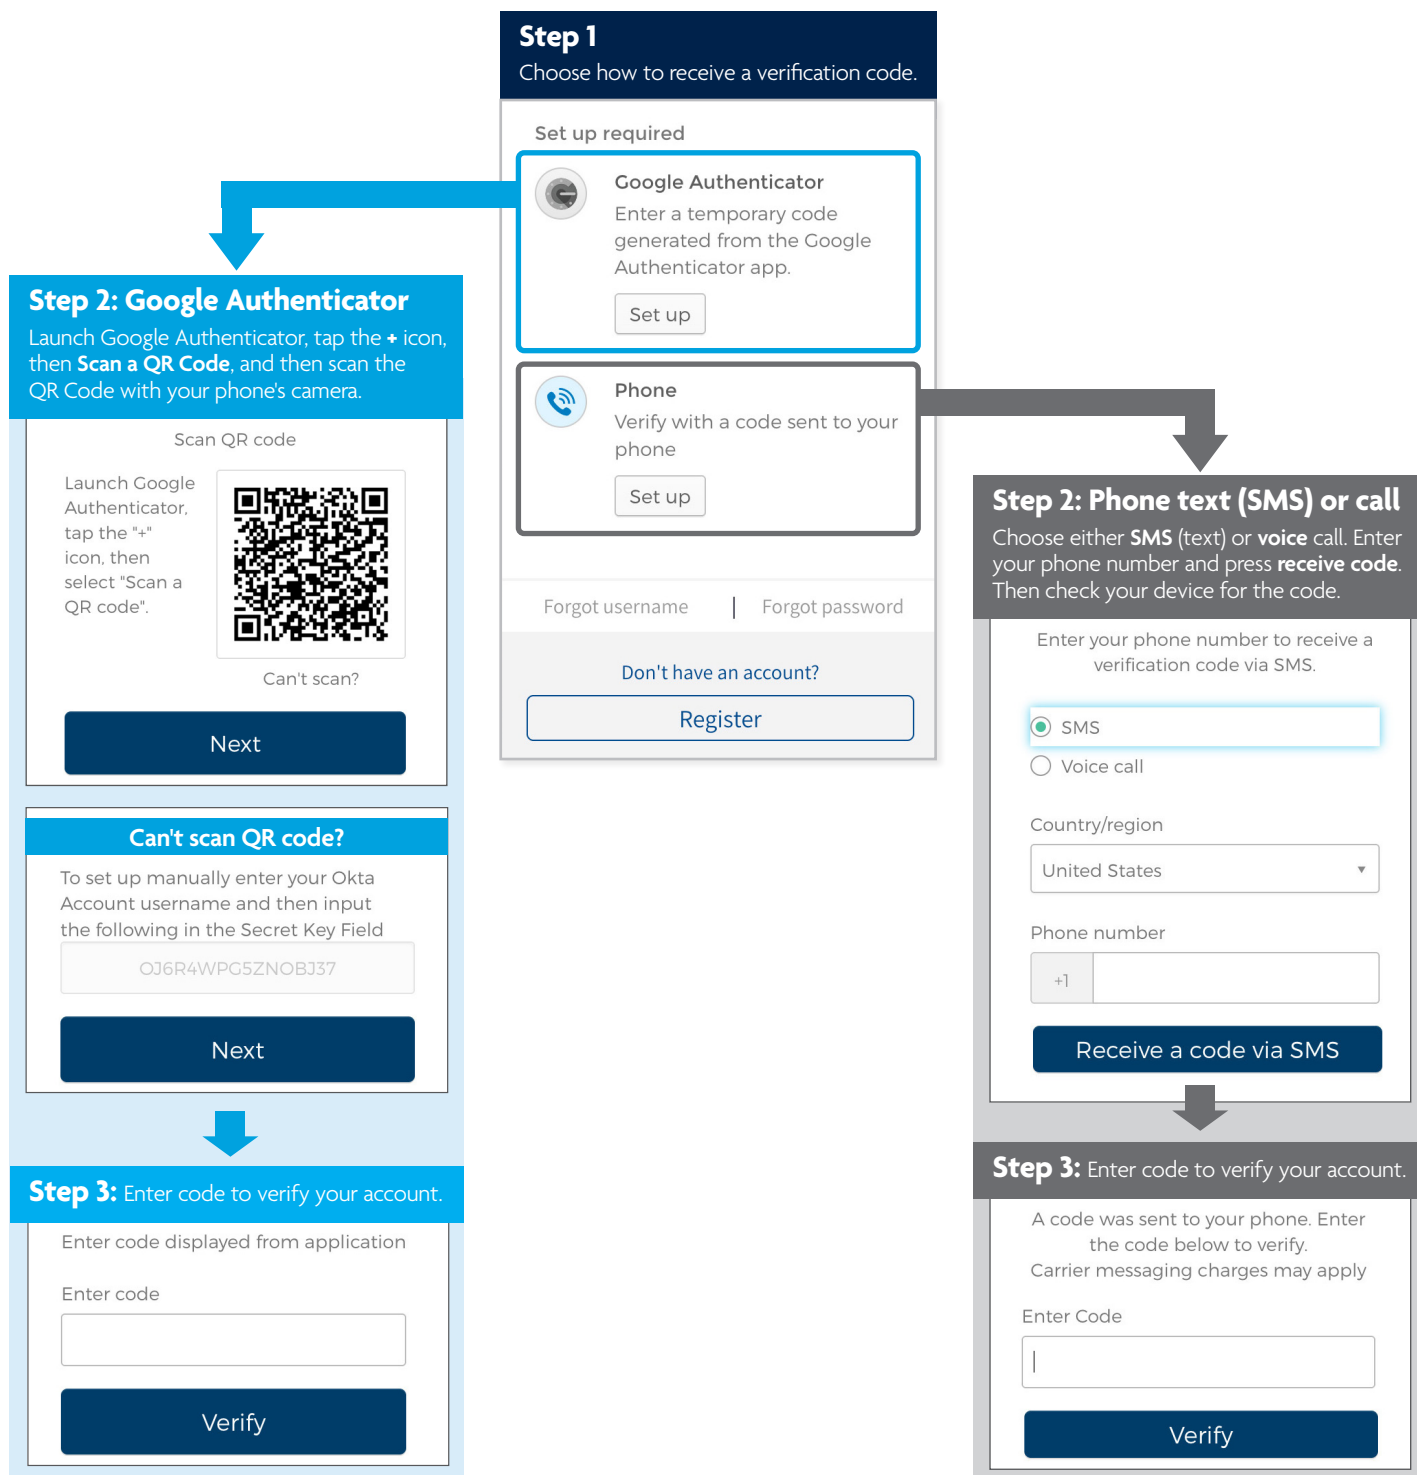 Step 1
Choose how to receive a verification code.
Set up required
Google Authenticator
Enter a temporary code
generated from the Google
Authenticator app.
Set up
Phone
Verify with a code sent to your
phone
Set up
Forgot username | Forgot password
Don't have an account?
Register
Step 2: Google Authenticator
Launch Google Authenticator, tap the + icon,
then Scan a QR Code, and then scan the
QR Code with your phone's camera.
Scan QR code
Launch Google
Authenticator,
tap the "+"
icon, then
select "Scan a
QR code".
Can't scan?
Next
Can't scan QR code?
To set up manually enter your Okta
Account username and then input
the following in the Secret Key Field
OJ6R4WPG5ZNOBJ37
Next
Step 3: Enter code to verify your account.
Enter code displayed from application
Enter code
Verify
Step 2: Phone text (SMS) or call
Choose either SMS (text) or voice call. Enter
your phone number and press receive code.
Then check your device for the code.
Enter your phone number to receive a
verification code via SMS.
SMS
Voice call
Country/region
United States
Phone number
+1
Receive a code via SMS
Step 3: Enter code to verify your account.
A code was sent to your phone. Enter
the code below to verify.
Carrier messaging charges may apply
Enter Code
Verify